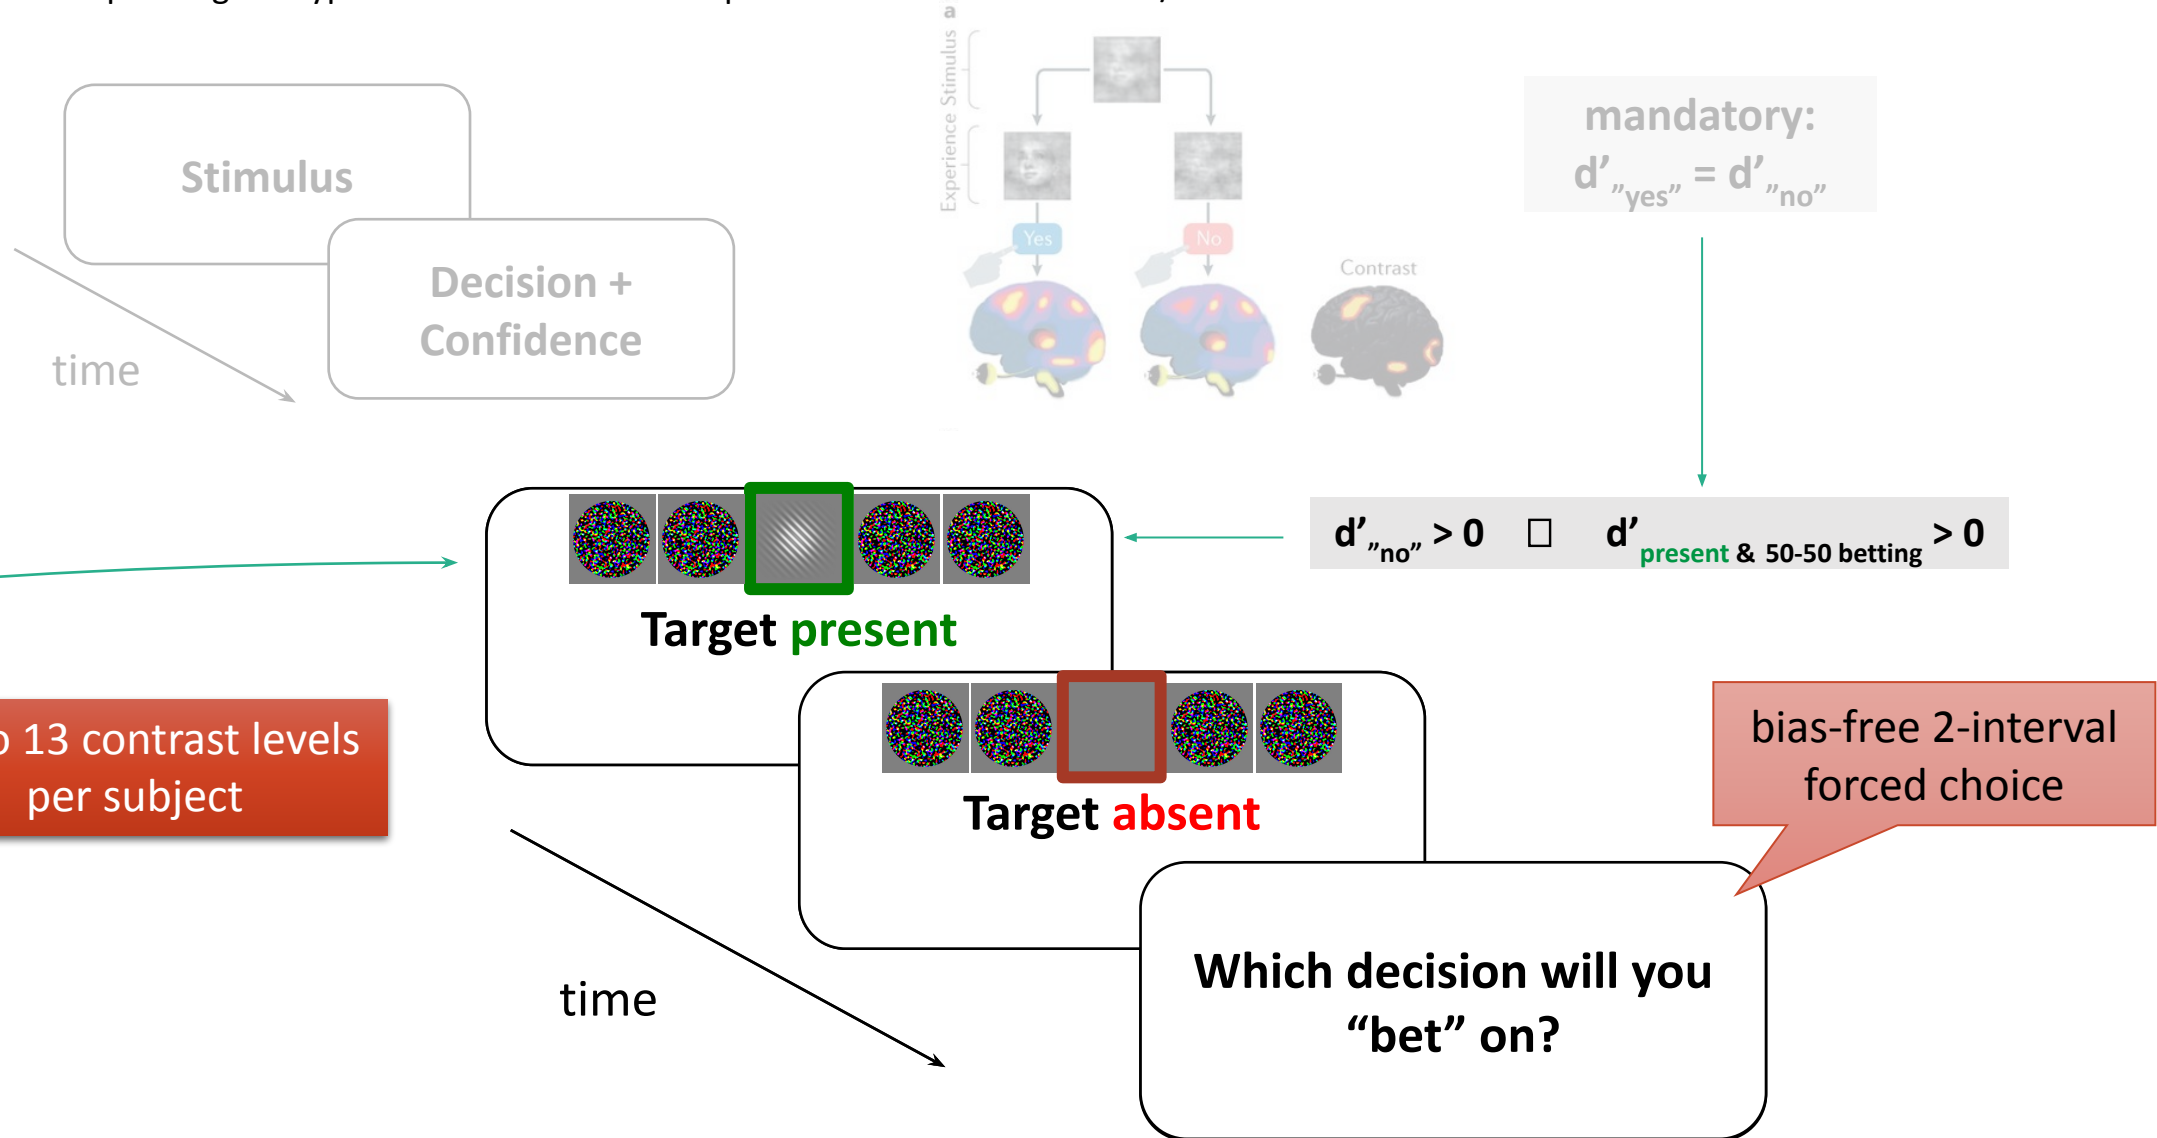 a
Stimulus
Experience
Stimulus
Decision +
Confidence
time
Yes
No
Contrast
mandatory:
d’”yes” = d’”no”
d’”no” > 0 □ d’present & 50-50 betting > 0
Target present
Target absent
13 contrast levels
per subject
bias-free 2-interval
forced choice
time
Which decision will you
“bet” on?